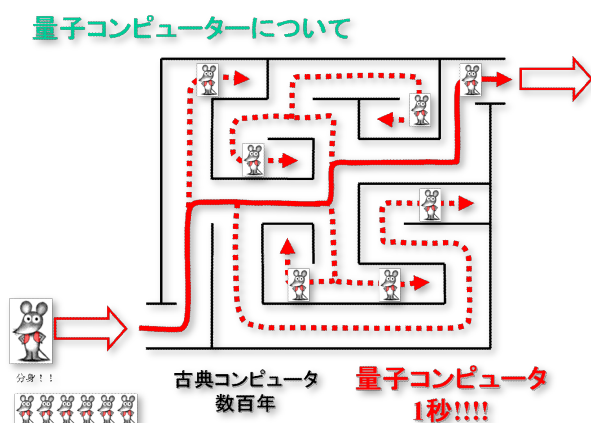 量子コンピューターについて
分身！！
古典コンピュータ
数百年
量子コンピュータ
1秒!!!!